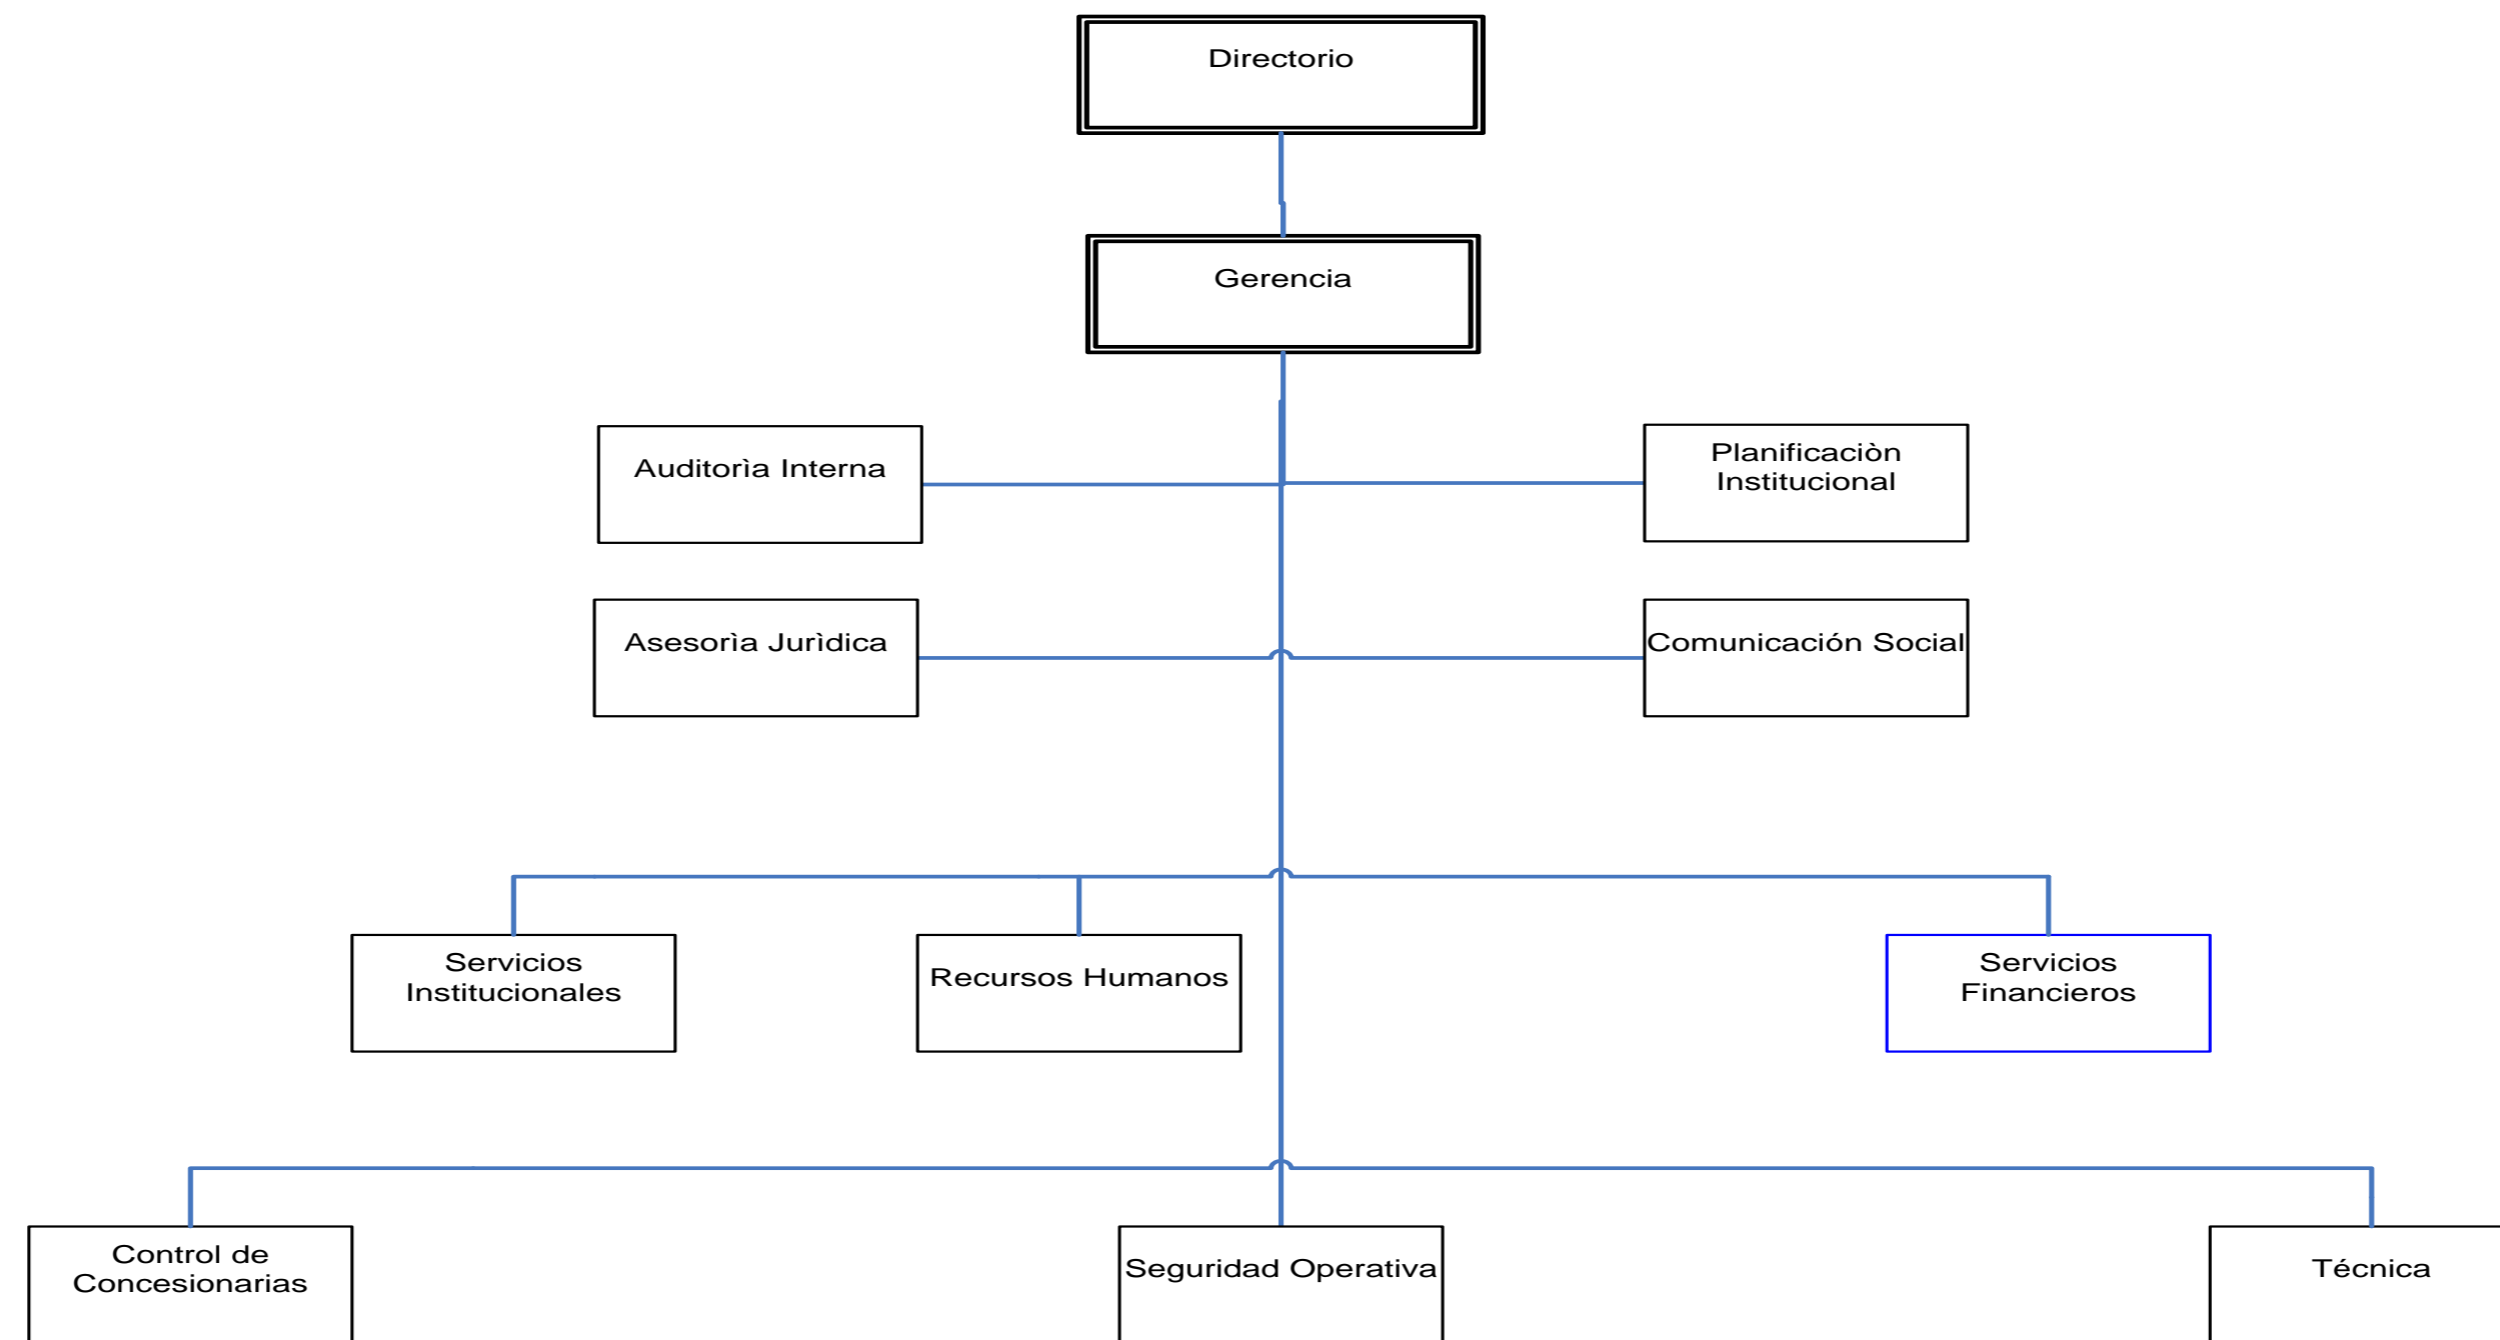 Directorio
Gerencia
Auditorìa Interna
Planificaciòn
Institucional
Asesorìa Jurìdica
Comunicación Social
Servicios
Institucionales
Recursos Humanos
Servicios
Financieros
Control de
Concesionarias
Seguridad Operativa
Técnica